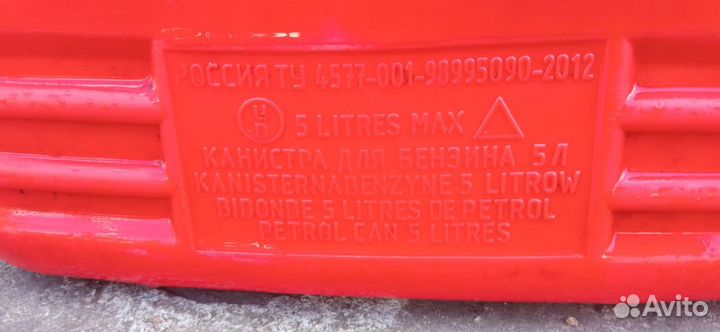 РОССИЯ ТУ 4577-001-98995090-2012
5 LITRES MAX
КАНИСТРА ДЛЯ БЕНЗИНА 5Л
KANISTERNABENZYNE 5 LITROW
BIDONDE 5 LITRES DE PETROL
PETROL CAN 5 LITRES
Avito